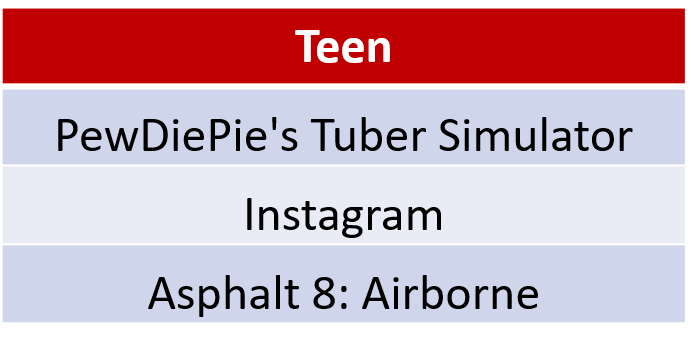 Teen
PewDiePie's Tuber Simulator
Instagram
Asphalt 8: Airborne